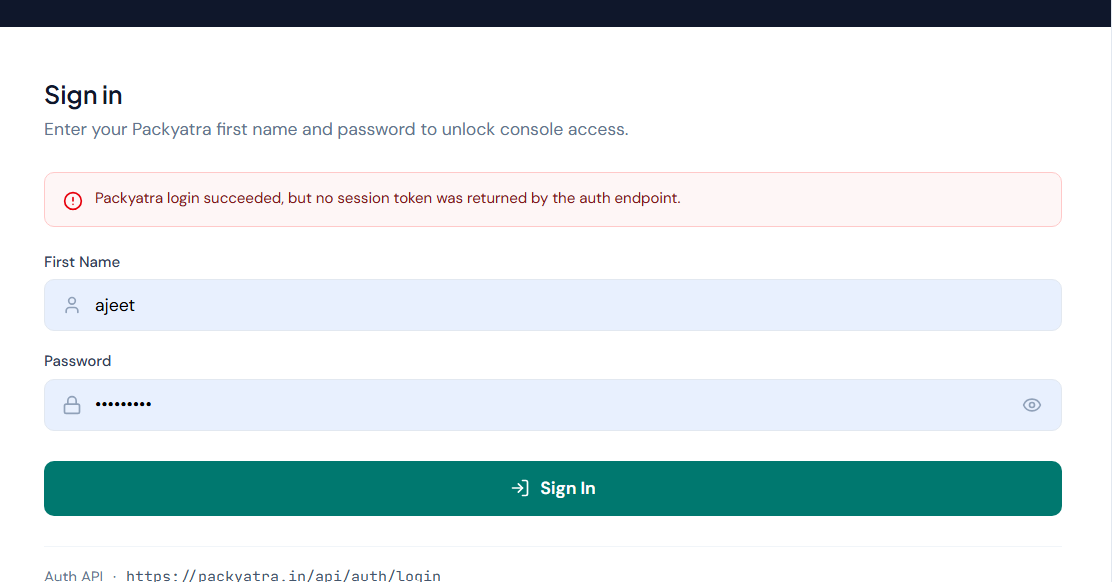 Sign in
Enter your Packyatra first name and password to unlock console access.
Packyatra login succeeded, but no session token was returned by the auth endpoint.
First Name
ajeet
Password
•••••••••
Sign In
Auth API · https://packyatra.in/api/auth/login